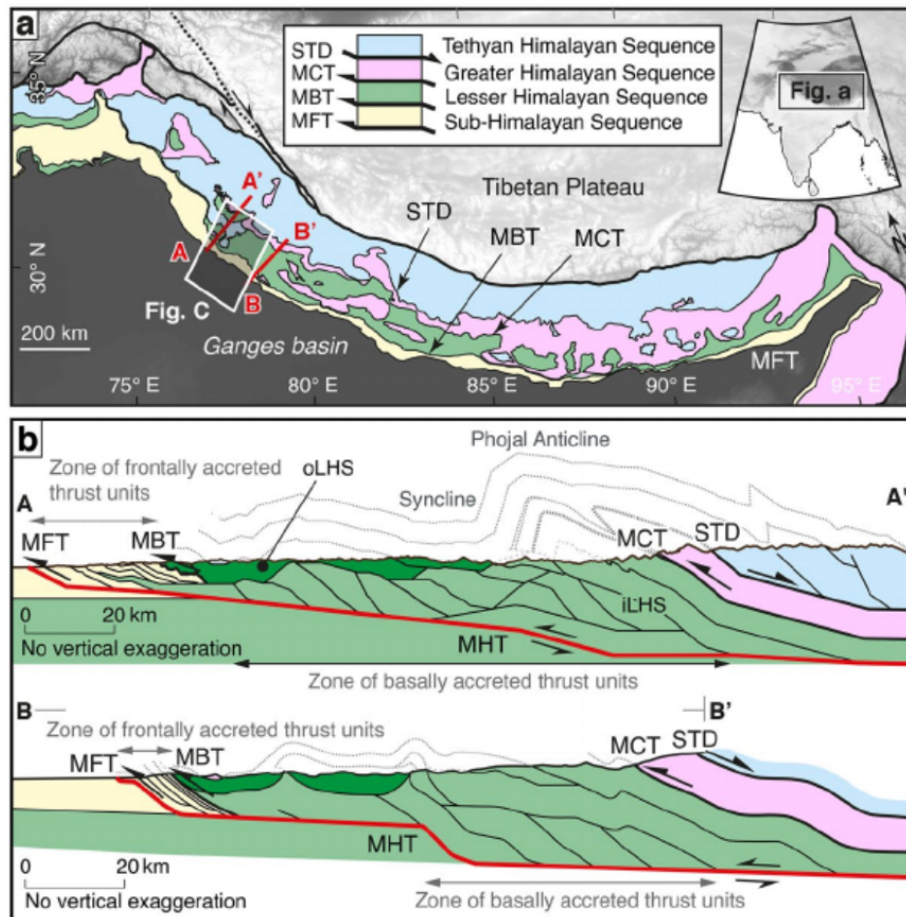 a
STD Tethyan Himalayan Sequence
MCT Greater Himalayan Sequence
MBT Lesser Himalayan Sequence
MFT Sub-Himalayan Sequence
Fig. a
35° N
A'
Tibetan Plateau
STD
B'
MBT
MCT
N
A
30° N
B
Fig. C
200 km
Ganges basin
MFT
75° E
80° E
85° E
90° E
95° E
b
Phojal Anticline
Zone of frontally accreted
thrust units
oLHS
Syncline
A
A'
MFT
MBT
MCT
STD
iLHS
0 20 km
No vertical exaggeration
MHT
Zone of basally accreted thrust units
B
B'
Zone of frontally accreted thrust units
MFT
MBT
MCT
STD
MHT
0 20 km
No vertical exaggeration
Zone of basally accreted thrust units